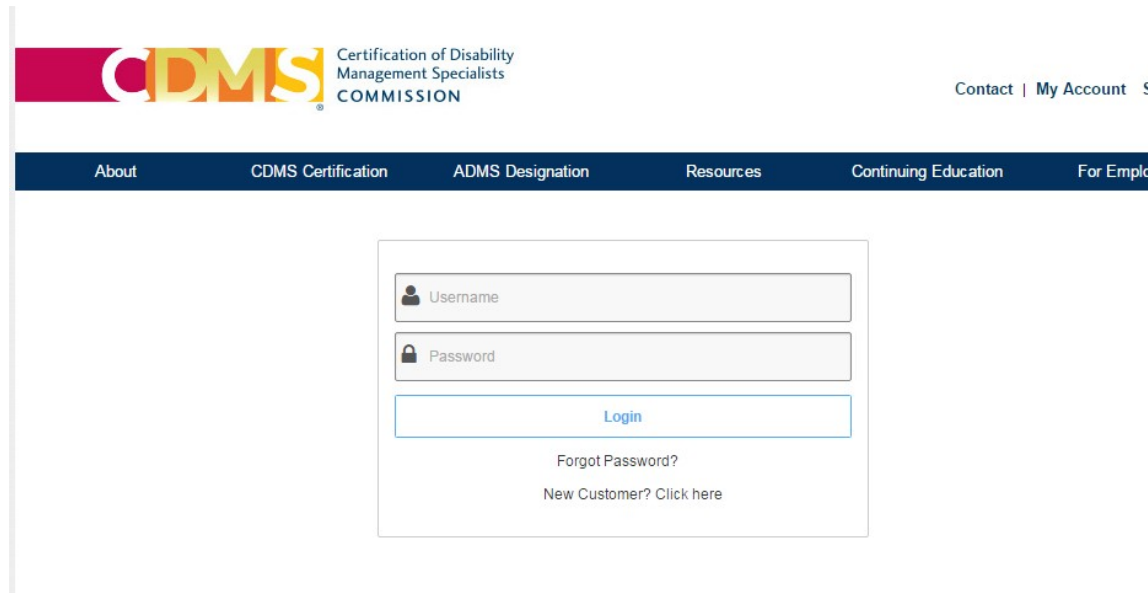 CDMS®
Certification of Disability
Management Specialists
COMMISSION
Contact | My Account
About CDMS Certification ADMS Designation Resources Continuing Education For
Username
Password
Login
Forgot Password?
New Customer? Click here